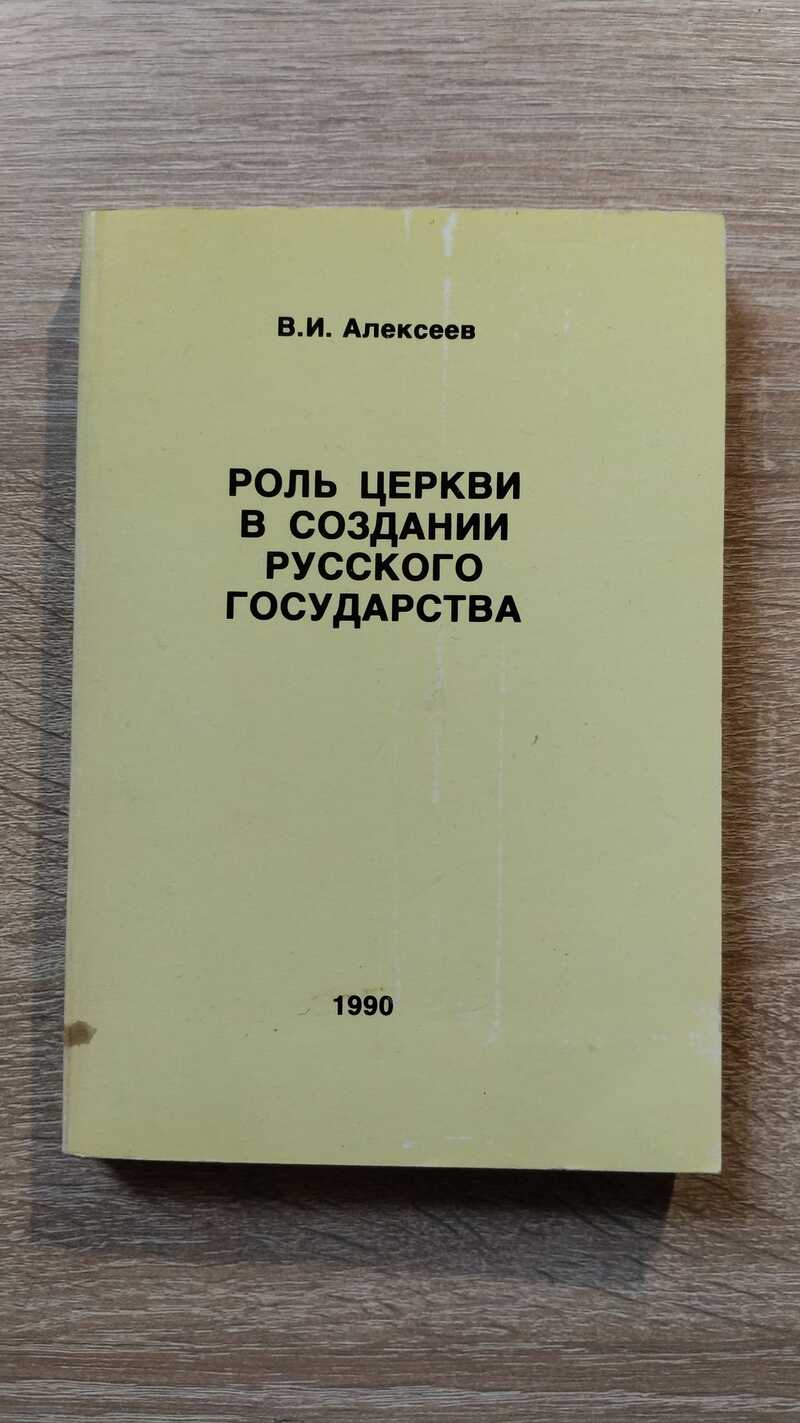 В.И. Алексеев
РОЛЬ ЦЕРКВИ
В СОЗДАНИИ
РУССКОГО
ГОСУДАРСТВА
1990